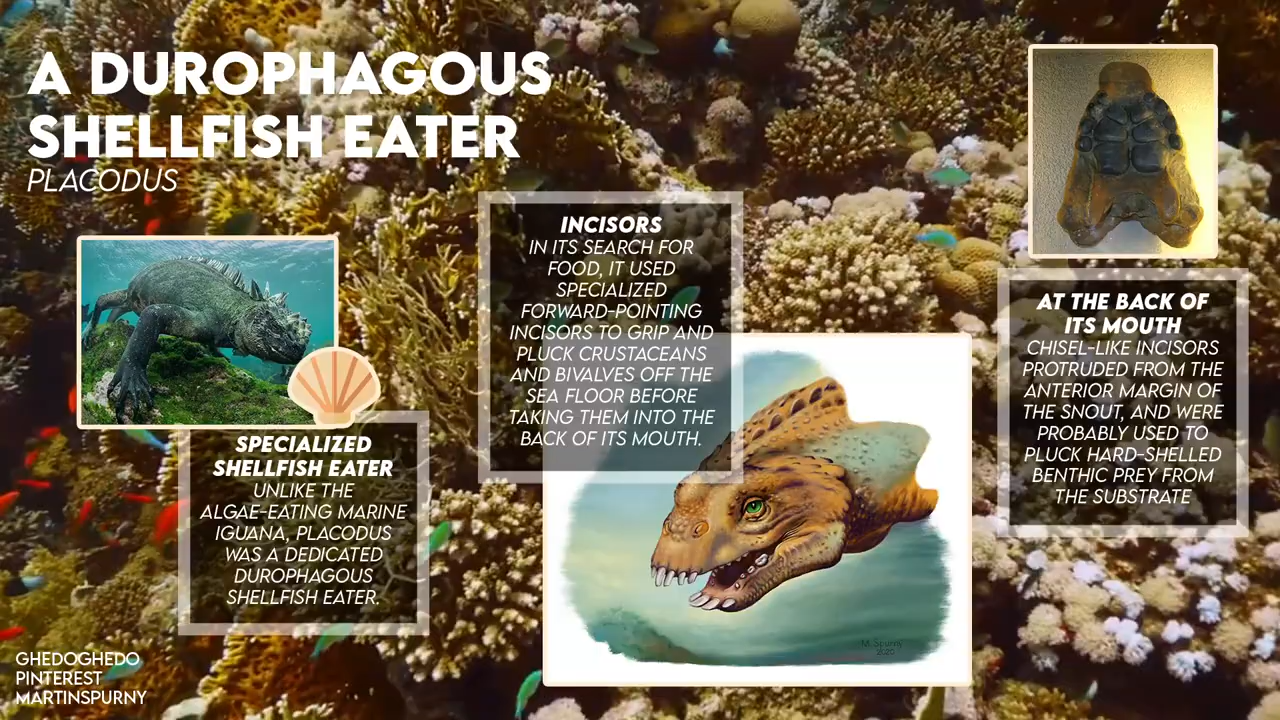 A DUROPHAGOUS
SHELLFISH EATER
PLACODUS
SPECIALIZED
SHELLFISH EATER
UNLIKE THE
ALGAE-EATING MARINE
IGUANA, PLACODUS
WAS A DEDICATED
DUROPHAGOUS
SHELLFISH EATER.
INCISORS
IN ITS SEARCH FOR
FOOD, IT USED
SPECIALIZED
FORWARD-POINTING
INCISORS TO GRIP AND
PLUCK CRUSTACEANS
AND BIVALVES OFF THE
SEA FLOOR BEFORE
TAKING THEM INTO THE
BACK OF ITS MOUTH.
AT THE BACK OF
ITS MOUTH
CHISEL-LIKE INCISORS
PROTRUDED FROM THE
ANTERIOR MARGIN OF
THE SNOUT, AND WERE
PROBABLY USED TO
PLUCK HARD-SHELLED
BENTHIC PREY FROM
THE SUBSTRATE
M. Spurny
2020
GHEDOGHEDO
PINTEREST
MARTINSPURNY